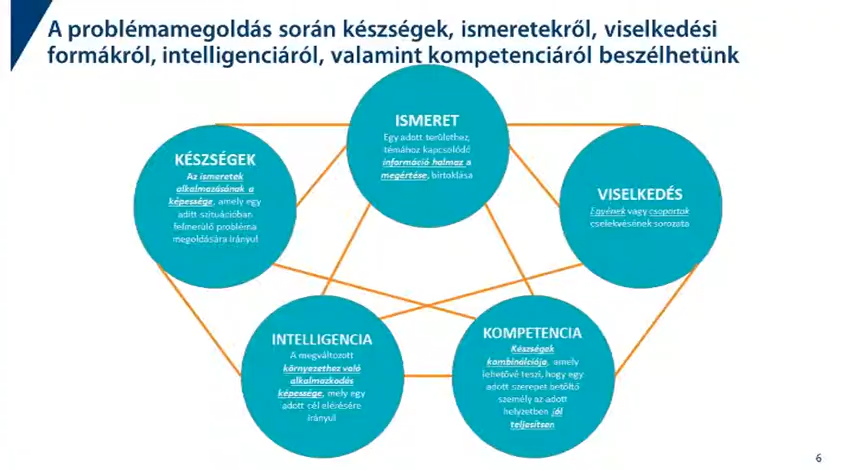 A problémamegoldás során készségek, ismeretekről, viselkedési
formákról, intelligenciáról, valamint kompetenciáról beszélhetünk
ISMERET
Egy adott területhez,
témához kapcsolódó
információ halmaz a
megértése, birtoklása
KÉSZSÉGEK
Az ismeretek
alkalmazásának a
képessége, amely egy
adott szituációban
felmerülő probléma
megoldására irányul
VISELKEDÉS
Egyének vagy csoportok
cselekvésének sorozata
INTELLIGENCIA
A megváltozott
környezethez való
alkalmazkodás
képessége, mely egy
adott cél elérésére
irányul
KOMPETENCIA
Készségek
kombinációja, amely
lehetővé teszi, hogy egy
adott szerepet betöltő
személy az adott
helyzetben jól
teljesítsen
6